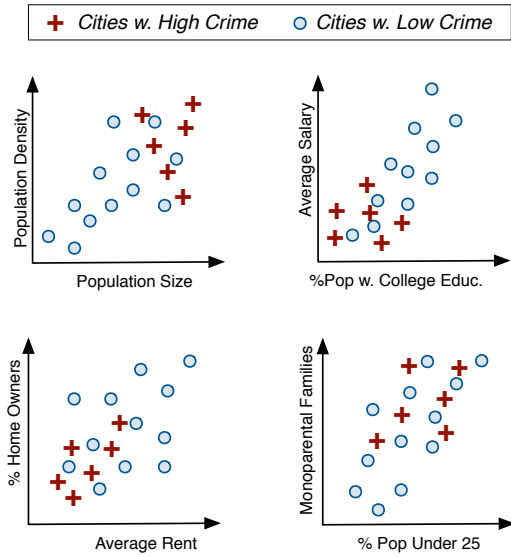 Cities w. High Crime Cities w. Low Crime
Population Density
Population Size
Average Salary
%Pop w. College Educ.
% Home Owners
Average Rent
Monoparental Families
% Pop Under 25